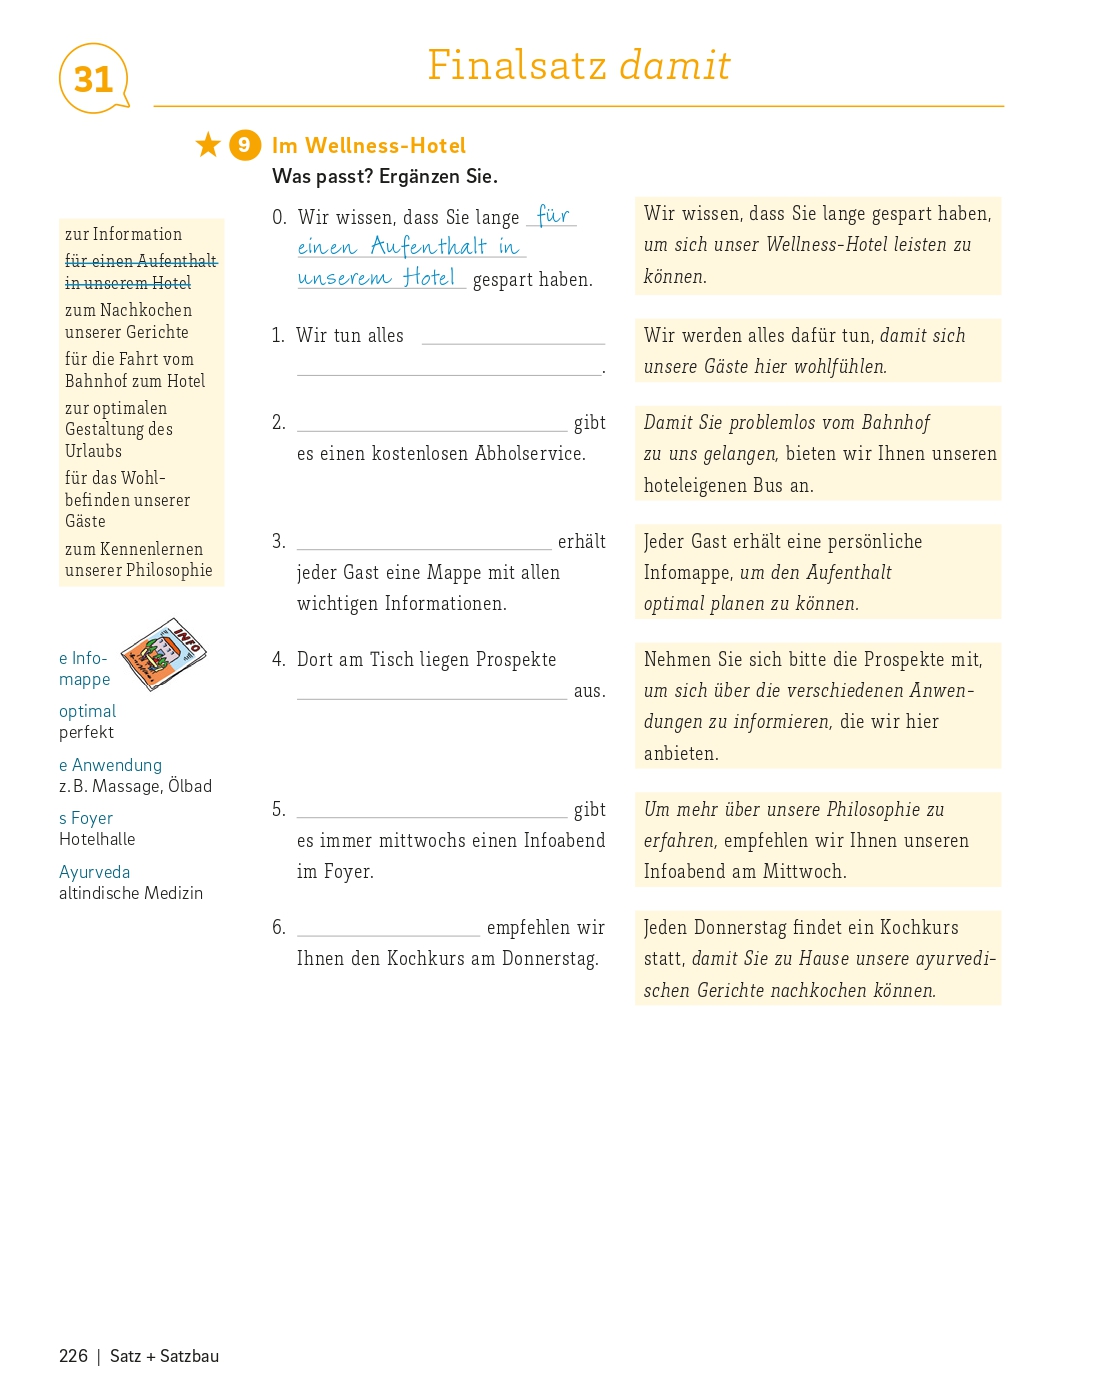 31
Finalsatz damit
9 Im Wellness-Hotel
Was passt? Ergänzen Sie.
zur Information
für einen Aufenthalt
in unserem Hotel
zum Nachkochen
unserer Gerichte
für die Fahrt vom
Bahnhof zum Hotel
zur optimalen
Gestaltung des
Urlaubs
für das Wohl-
befinden unserer
Gäste
zum Kennenlernen
unserer Philosophie
INFO
e Info-
mappe
optimal
perfekt
e Anwendung
z. B. Massage, Ölbad
s Foyer
Hotelhalle
Ayurveda
altindische Medizin
0. Wir wissen, dass Sie lange für
einen Aufenthalt in
unserem Hotel gespart haben.
Wir wissen, dass Sie lange gespart haben,
um sich unser Wellness-Hotel leisten zu
können.
1. Wir tun alles
.
Wir werden alles dafür tun, damit sich
unsere Gäste hier wohlfühlen.
2. gibt
es einen kostenlosen Abholservice.
Damit Sie problemlos vom Bahnhof
zu uns gelangen, bieten wir Ihnen unseren
hoteleigenen Bus an.
3. erhält
jeder Gast eine Mappe mit allen
wichtigen Informationen.
Jeder Gast erhält eine persönliche
Infomappe, um den Aufenthalt
optimal planen zu können.
4. Dort am Tisch liegen Prospekte
aus.
Nehmen Sie sich bitte die Prospekte mit,
um sich über die verschiedenen Anwen-
dungen zu informieren, die wir hier
anbieten.
5. gibt
es immer mittwochs einen Infoabend
im Foyer.
Um mehr über unsere Philosophie zu
erfahren, empfehlen wir Ihnen unseren
Infoabend am Mittwoch.
6. empfehlen wir
Ihnen den Kochkurs am Donnerstag.
Jeden Donnerstag findet ein Kochkurs
statt, damit Sie zu Hause unsere ayurvedi-
schen Gerichte nachkochen können.
226 | Satz + Satzbau